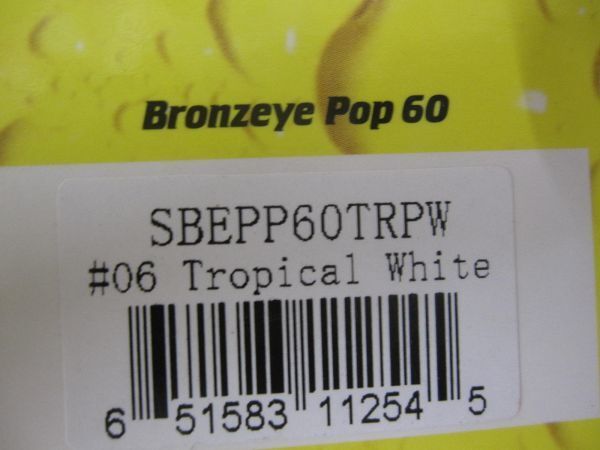 Bronzeye Pop 60
SBEPP60TRPW
#06 Tropical White
6 51583 11254 5